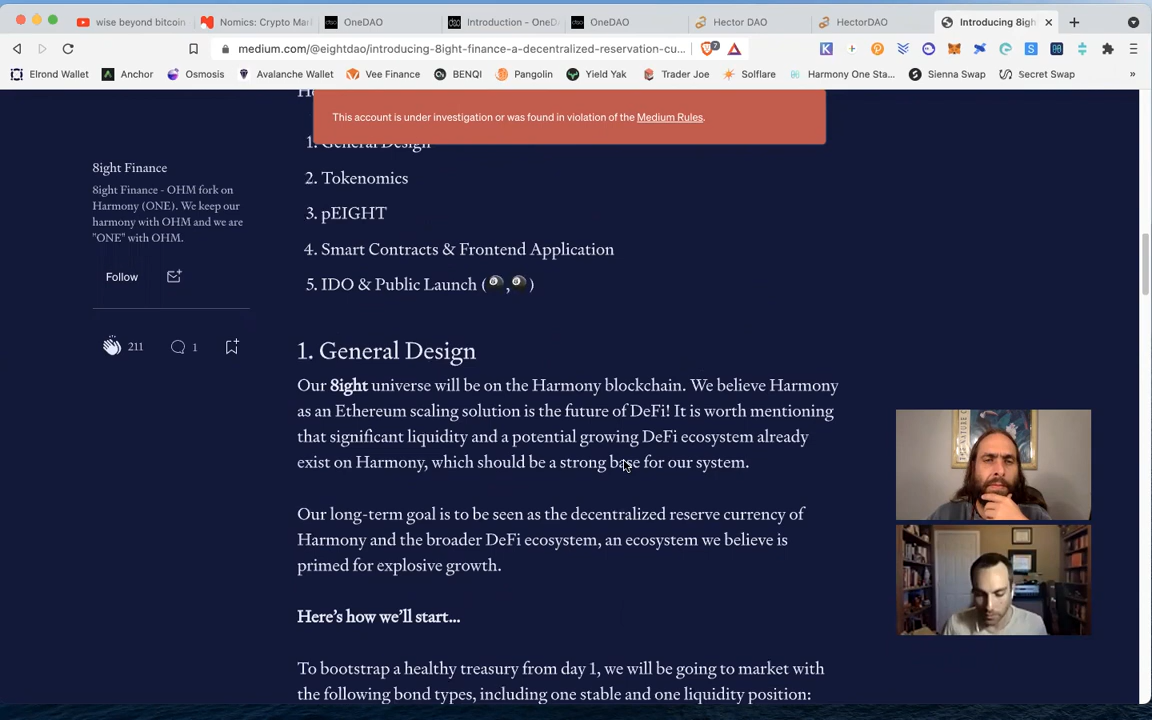 wise beyond bitcoin
Nomics: Crypto Mar
OneDAO
Introduction - OneD
OneDAO
Hector DAO
HectorDAO
Introducing 8igh
medium.com/@eightdao/introducing-8ight-finance-a-decentralized-reservation-cu...
7
Elrond Wallet
Anchor
Osmosis
Avalanche Wallet
Vee Finance
BENQI
Pangolin
Yield Yak
Trader Joe
Solflare
Harmony One Sta...
Sienna Swap
Secret Swap
»
This account is under investigation or was found in violation of the Medium Rules.
1. General Design
2. Tokenomics
3. pEIGHT
4. Smart Contracts & Frontend Application
5. IDO & Public Launch (🎱,🎱)
8ight Finance
8ight Finance - OHM fork on
Harmony (ONE). We keep our
harmony with OHM and we are
"ONE" with OHM.
Follow
211
1
1. General Design
Our 8ight universe will be on the Harmony blockchain. We believe Harmony
as an Ethereum scaling solution is the future of DeFi! It is worth mentioning
that significant liquidity and a potential growing DeFi ecosystem already
exist on Harmony, which should be a strong base for our system.
Our long-term goal is to be seen as the decentralized reserve currency of
Harmony and the broader DeFi ecosystem, an ecosystem we believe is
primed for explosive growth.
Here's how we'll start...
To bootstrap a healthy treasury from day 1, we will be going to market with
the following bond types, including one stable and one liquidity position: